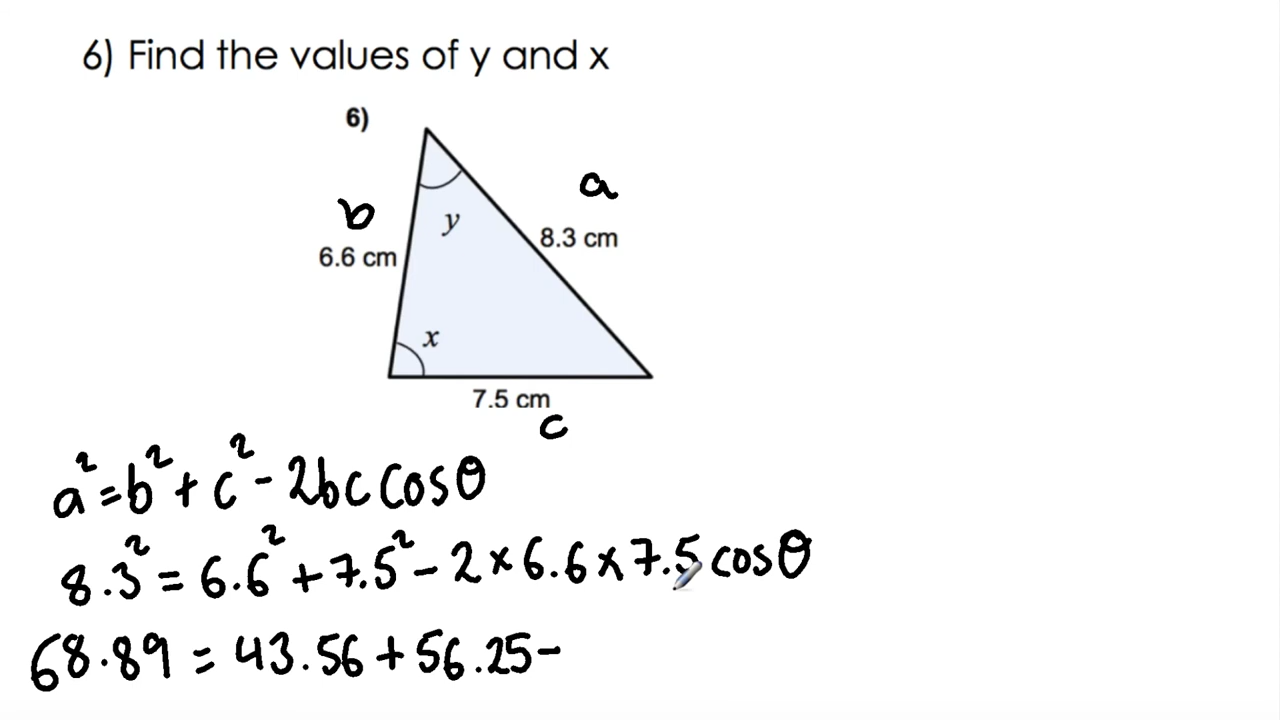 6) Find the values of y and x
6)
a
b
y
8.3 cm
6.6 cm
x
7.5 cm
c
a² = b² + c² - 2bc cosθ
8.3² = 6.6² + 7.5² - 2 × 6.6 × 7.5 cosθ
68.89 = 43.56 + 56.25 -